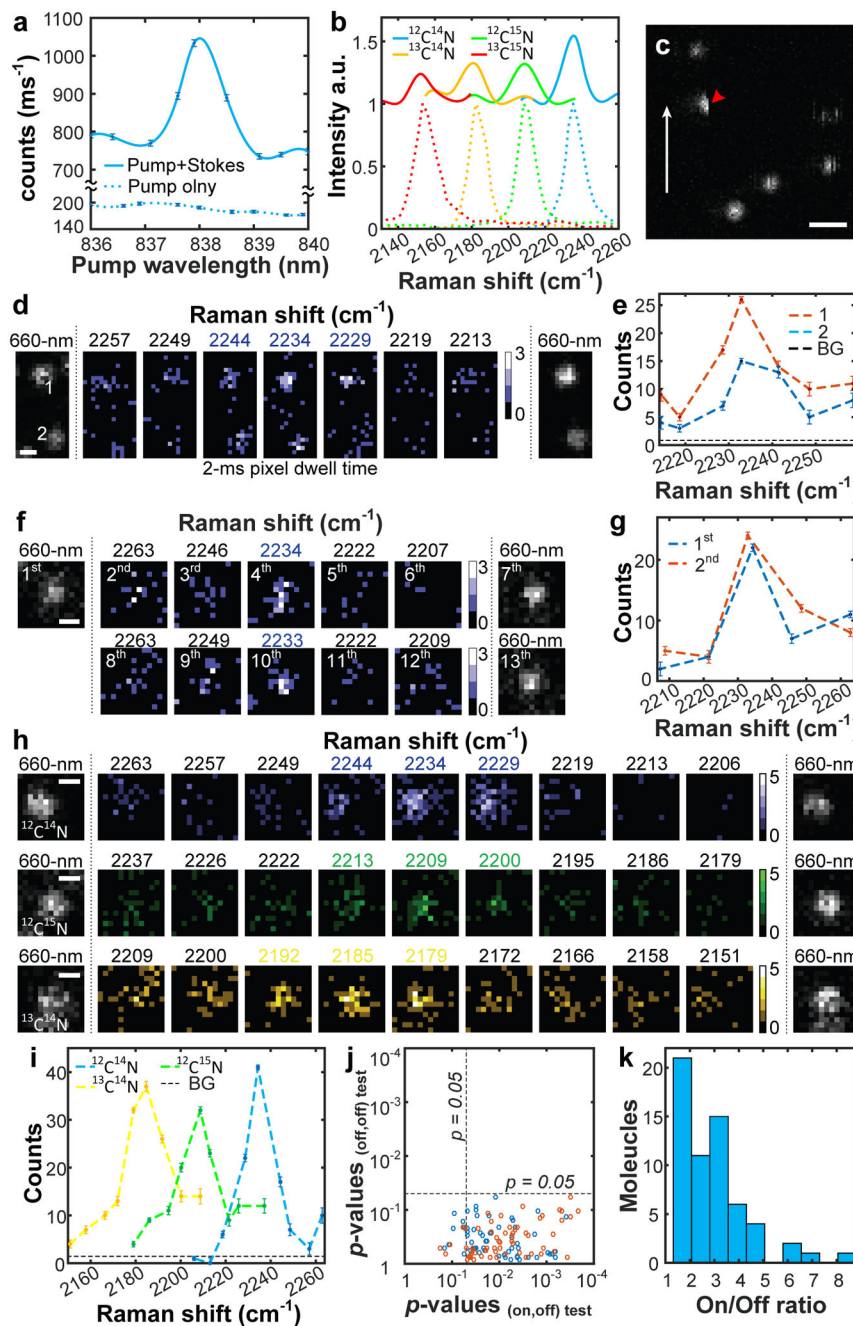 a
1100
1000
900
800
700
200
140
counts (ms⁻¹)
Pump+Stokes
Pump olny
836 837 838 839 840
Pump wavelength (nm)
b
¹²C¹⁴N ¹²C¹⁵N
¹³C¹⁴N ¹³C¹⁵N
1.5
1
0.5
0
Intensity a.u.
2140 2160 2180 2200 2220 2240 2260
Raman shift (cm⁻¹)
c
d
Raman shift (cm⁻¹)
660-nm 2257 2249 2244 2234 2229 2219 2213 660-nm
1
2
3
0
2-ms pixel dwell time
e
25
20
15
10
5
0
Counts
1
2
BG
2220 2230 2240 2250
Raman shift (cm⁻¹)
f
Raman shift (cm⁻¹)
660-nm 2263 2246 2234 2222 2207 660-nm
1ˢᵗ 2ⁿᵈ 3ʳᵈ 4ᵗʰ 5ᵗʰ 6ᵗʰ 7ᵗʰ
3
0
2263 2249 2233 2222 2209 660-nm
8ᵗʰ 9ᵗʰ 10ᵗʰ 11ᵗʰ 12ᵗʰ 13ᵗʰ
3
0
g
20
10
0
Counts
1ˢᵗ
2ⁿᵈ
2210 2220 2230 2240 2250 2260
Raman shift (cm⁻¹)
h
Raman shift (cm⁻¹)
660-nm 2263 2257 2249 2244 2234 2229 2219 2213 2206 660-nm
¹²C¹⁴N
5
0
660-nm 2237 2226 2222 2213 2209 2200 2195 2186 2179 660-nm
¹²C¹⁵N
5
0
660-nm 2209 2200 2192 2185 2179 2172 2166 2158 2151 660-nm
¹³C¹⁴N
5
0
i
¹²C¹⁴N ¹²C¹⁵N
¹³C¹⁴N BG
40
30
20
10
0
Counts
2160 2180 2200 2220 2240 2260
Raman shift (cm⁻¹)
j
10⁻⁴
10⁻³
10⁻²
10⁻¹
1
p-values (off,off) test
p = 0.05
p = 0.05
1 10⁻¹ 10⁻² 10⁻³ 10⁻⁴
p-values (on,off) test
k
20
15
10
5
0
Moleucles
1 2 3 4 5 6 7 8
On/Off ratio